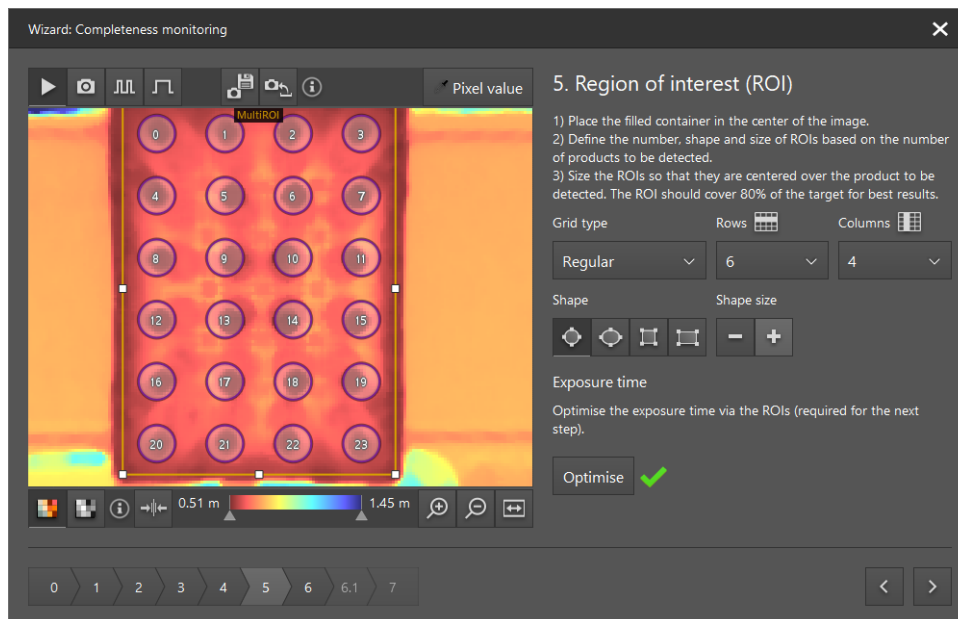 Wizard: Completeness monitoring
Pixel value
MultiROI
0 1 2 3
4 5 6 7
8 9 10 11
12 13 14 15
16 17 18 19
20 21 22 23
0.51 m
1.45 m
5. Region of interest (ROI)
1) Place the filled container in the center of the image.
2) Define the number, shape and size of ROIs based on the number
of products to be detected.
3) Size the ROIs so that they are centered over the product to be
detected. The ROI should cover 80% of the target for best results.
Grid type
Rows
Columns
Regular
6
4
Shape
Shape size
Exposure time
Optimise the exposure time via the ROIs (required for the next
step).
Optimise
0 1 2 3 4 5 6 6.1 7